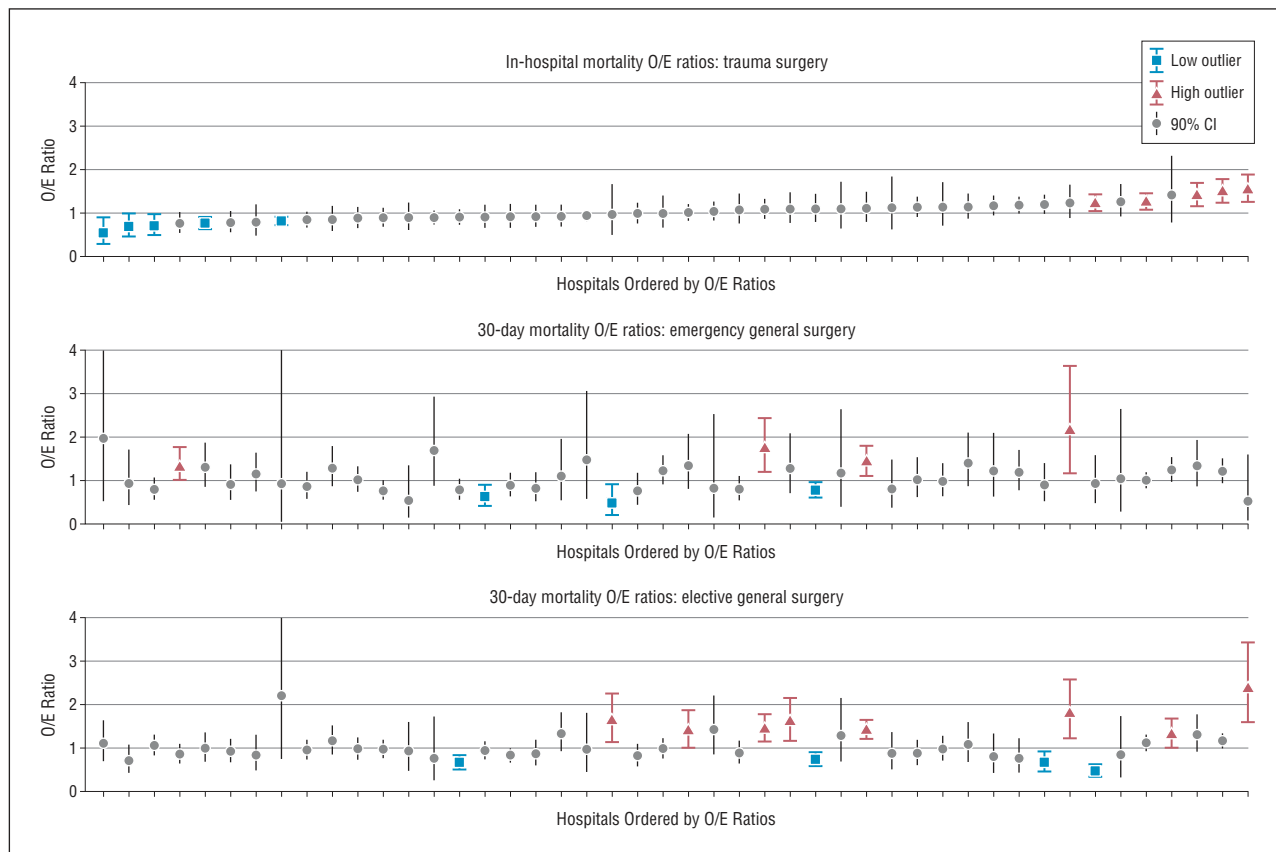 In-hospital mortality O/E ratios: trauma surgery
Low outlier
High outlier
90% CI
4
3
2
1
0
O/E Ratio
Hospitals Ordered by O/E Ratios
30-day mortality O/E ratios: emergency general surgery
4
3
2
1
0
O/E Ratio
Hospitals Ordered by O/E Ratios
30-day mortality O/E ratios: elective general surgery
4
3
2
1
0
O/E Ratio
Hospitals Ordered by O/E Ratios